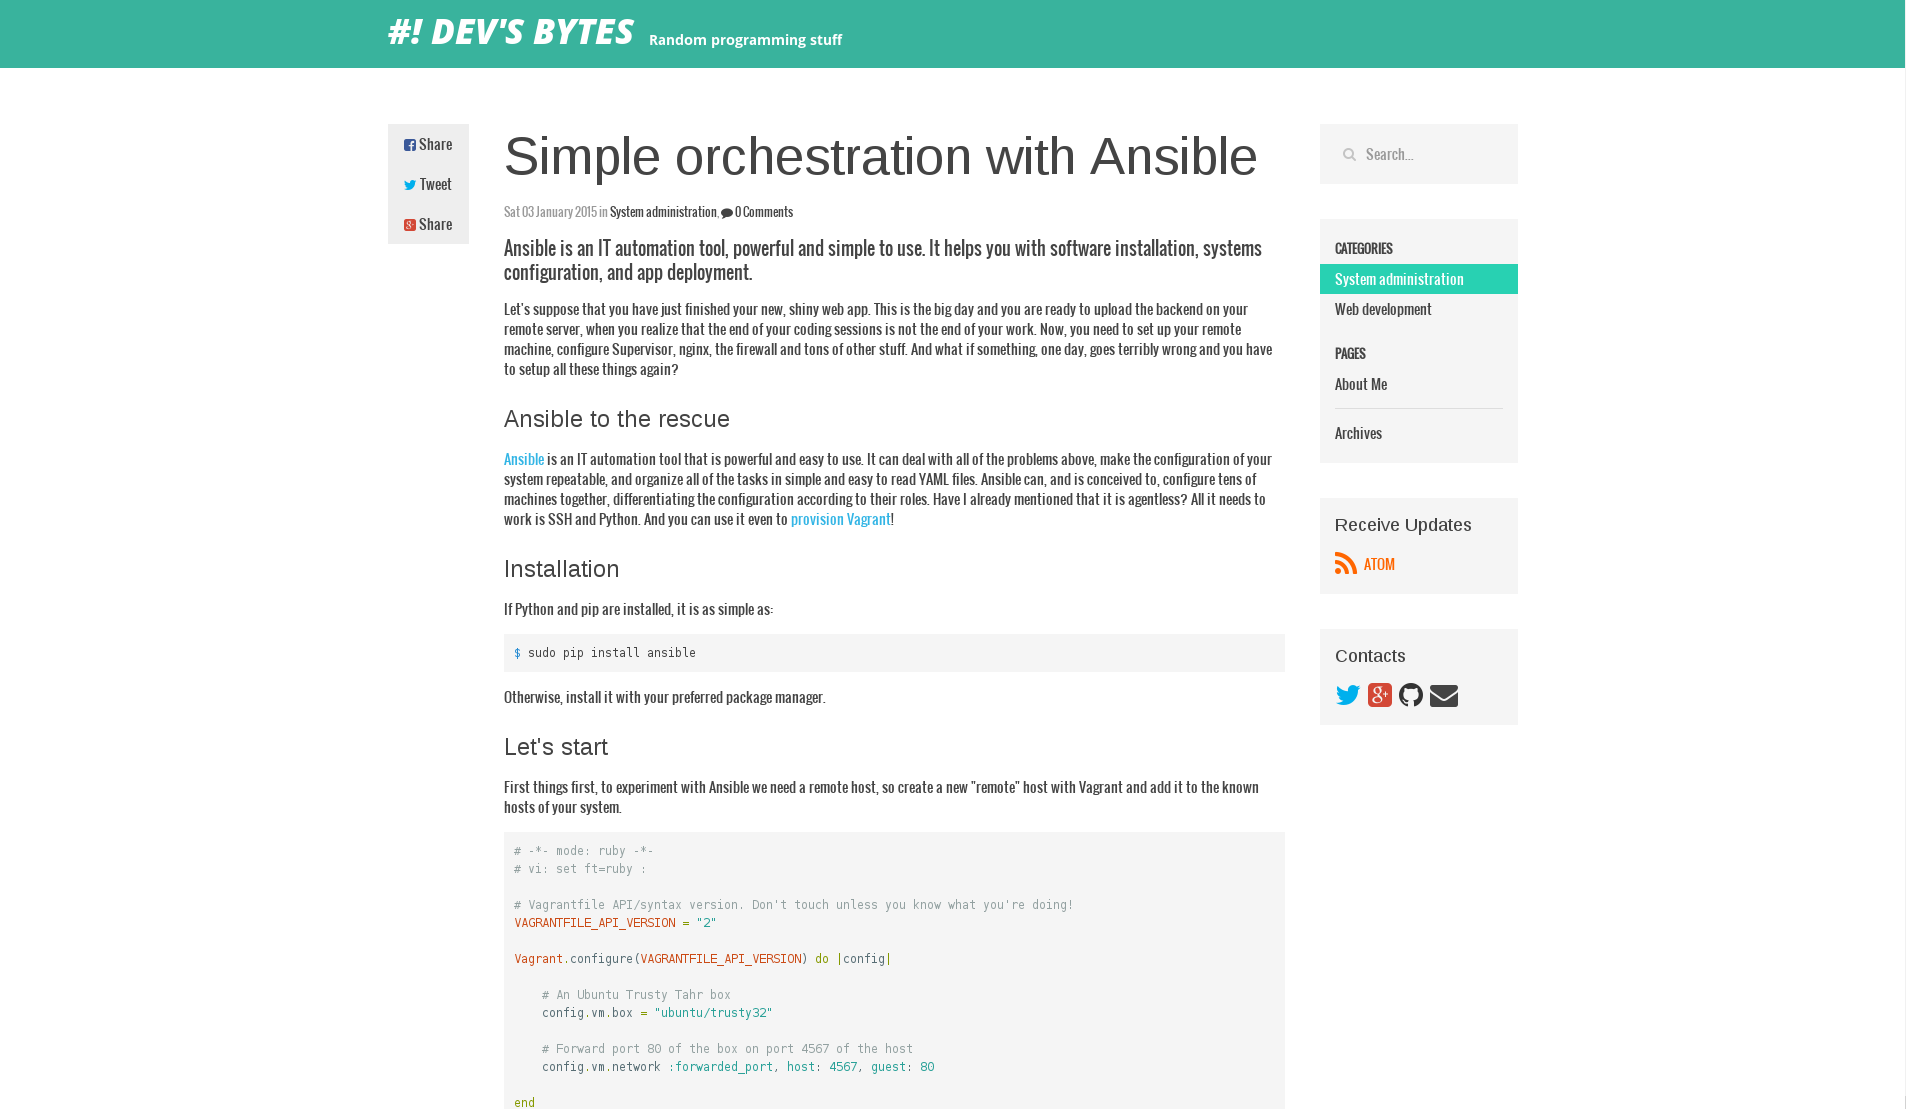 #! DEV'S BYTES Random programming stuff
Share
Tweet
Share
Simple orchestration with Ansible
Sat 03 January 2015 in System administration, 0 Comments
Ansible is an IT automation tool, powerful and simple to use. It helps you with software installation, systems
configuration, and app deployment.
Let's suppose that you have just finished your new, shiny web app. This is the big day and you are ready to upload the backend on your
remote server, when you realize that the end of your coding sessions is not the end of your work. Now, you need to set up your remote
machine, configure Supervisor, nginx, the firewall and tons of other stuff. And what if something, one day, goes terribly wrong and you have
to setup all these things again?
Ansible to the rescue
Ansible is an IT automation tool that is powerful and easy to use. It can deal with all of the problems above, make the configuration of your
system repeatable, and organize all of the tasks in simple and easy to read YAML files. Ansible can, and is conceived to, configure tens of
machines together, differentiating the configuration according to their roles. Have I already mentioned that it is agentless? All it needs to
work is SSH and Python. And you can use it even to provision Vagrant!
Installation
If Python and pip are installed, it is as simple as:
$ sudo pip install ansible
Otherwise, install it with your preferred package manager.
Let's start
First things first, to experiment with Ansible we need a remote host, so create a new "remote" host with Vagrant and add it to the known
hosts of your system.
# -*- mode: ruby -*-
# vi: set ft=ruby :
# Vagrantfile API/syntax version. Don't touch unless you know what you're doing!
VAGRANTFILE_API_VERSION = "2"
Vagrant.configure(VAGRANTFILE_API_VERSION) do |config|
# An Ubuntu Trusty Tahr box
config.vm.box = "ubuntu/trusty32"
# Forward port 80 of the box on port 4567 of the host
config.vm.network :forwarded_port, host: 4567, guest: 80
end
Search...
CATEGORIES
System administration
Web development
PAGES
About Me
Archives
Receive Updates
ATOM
Contacts